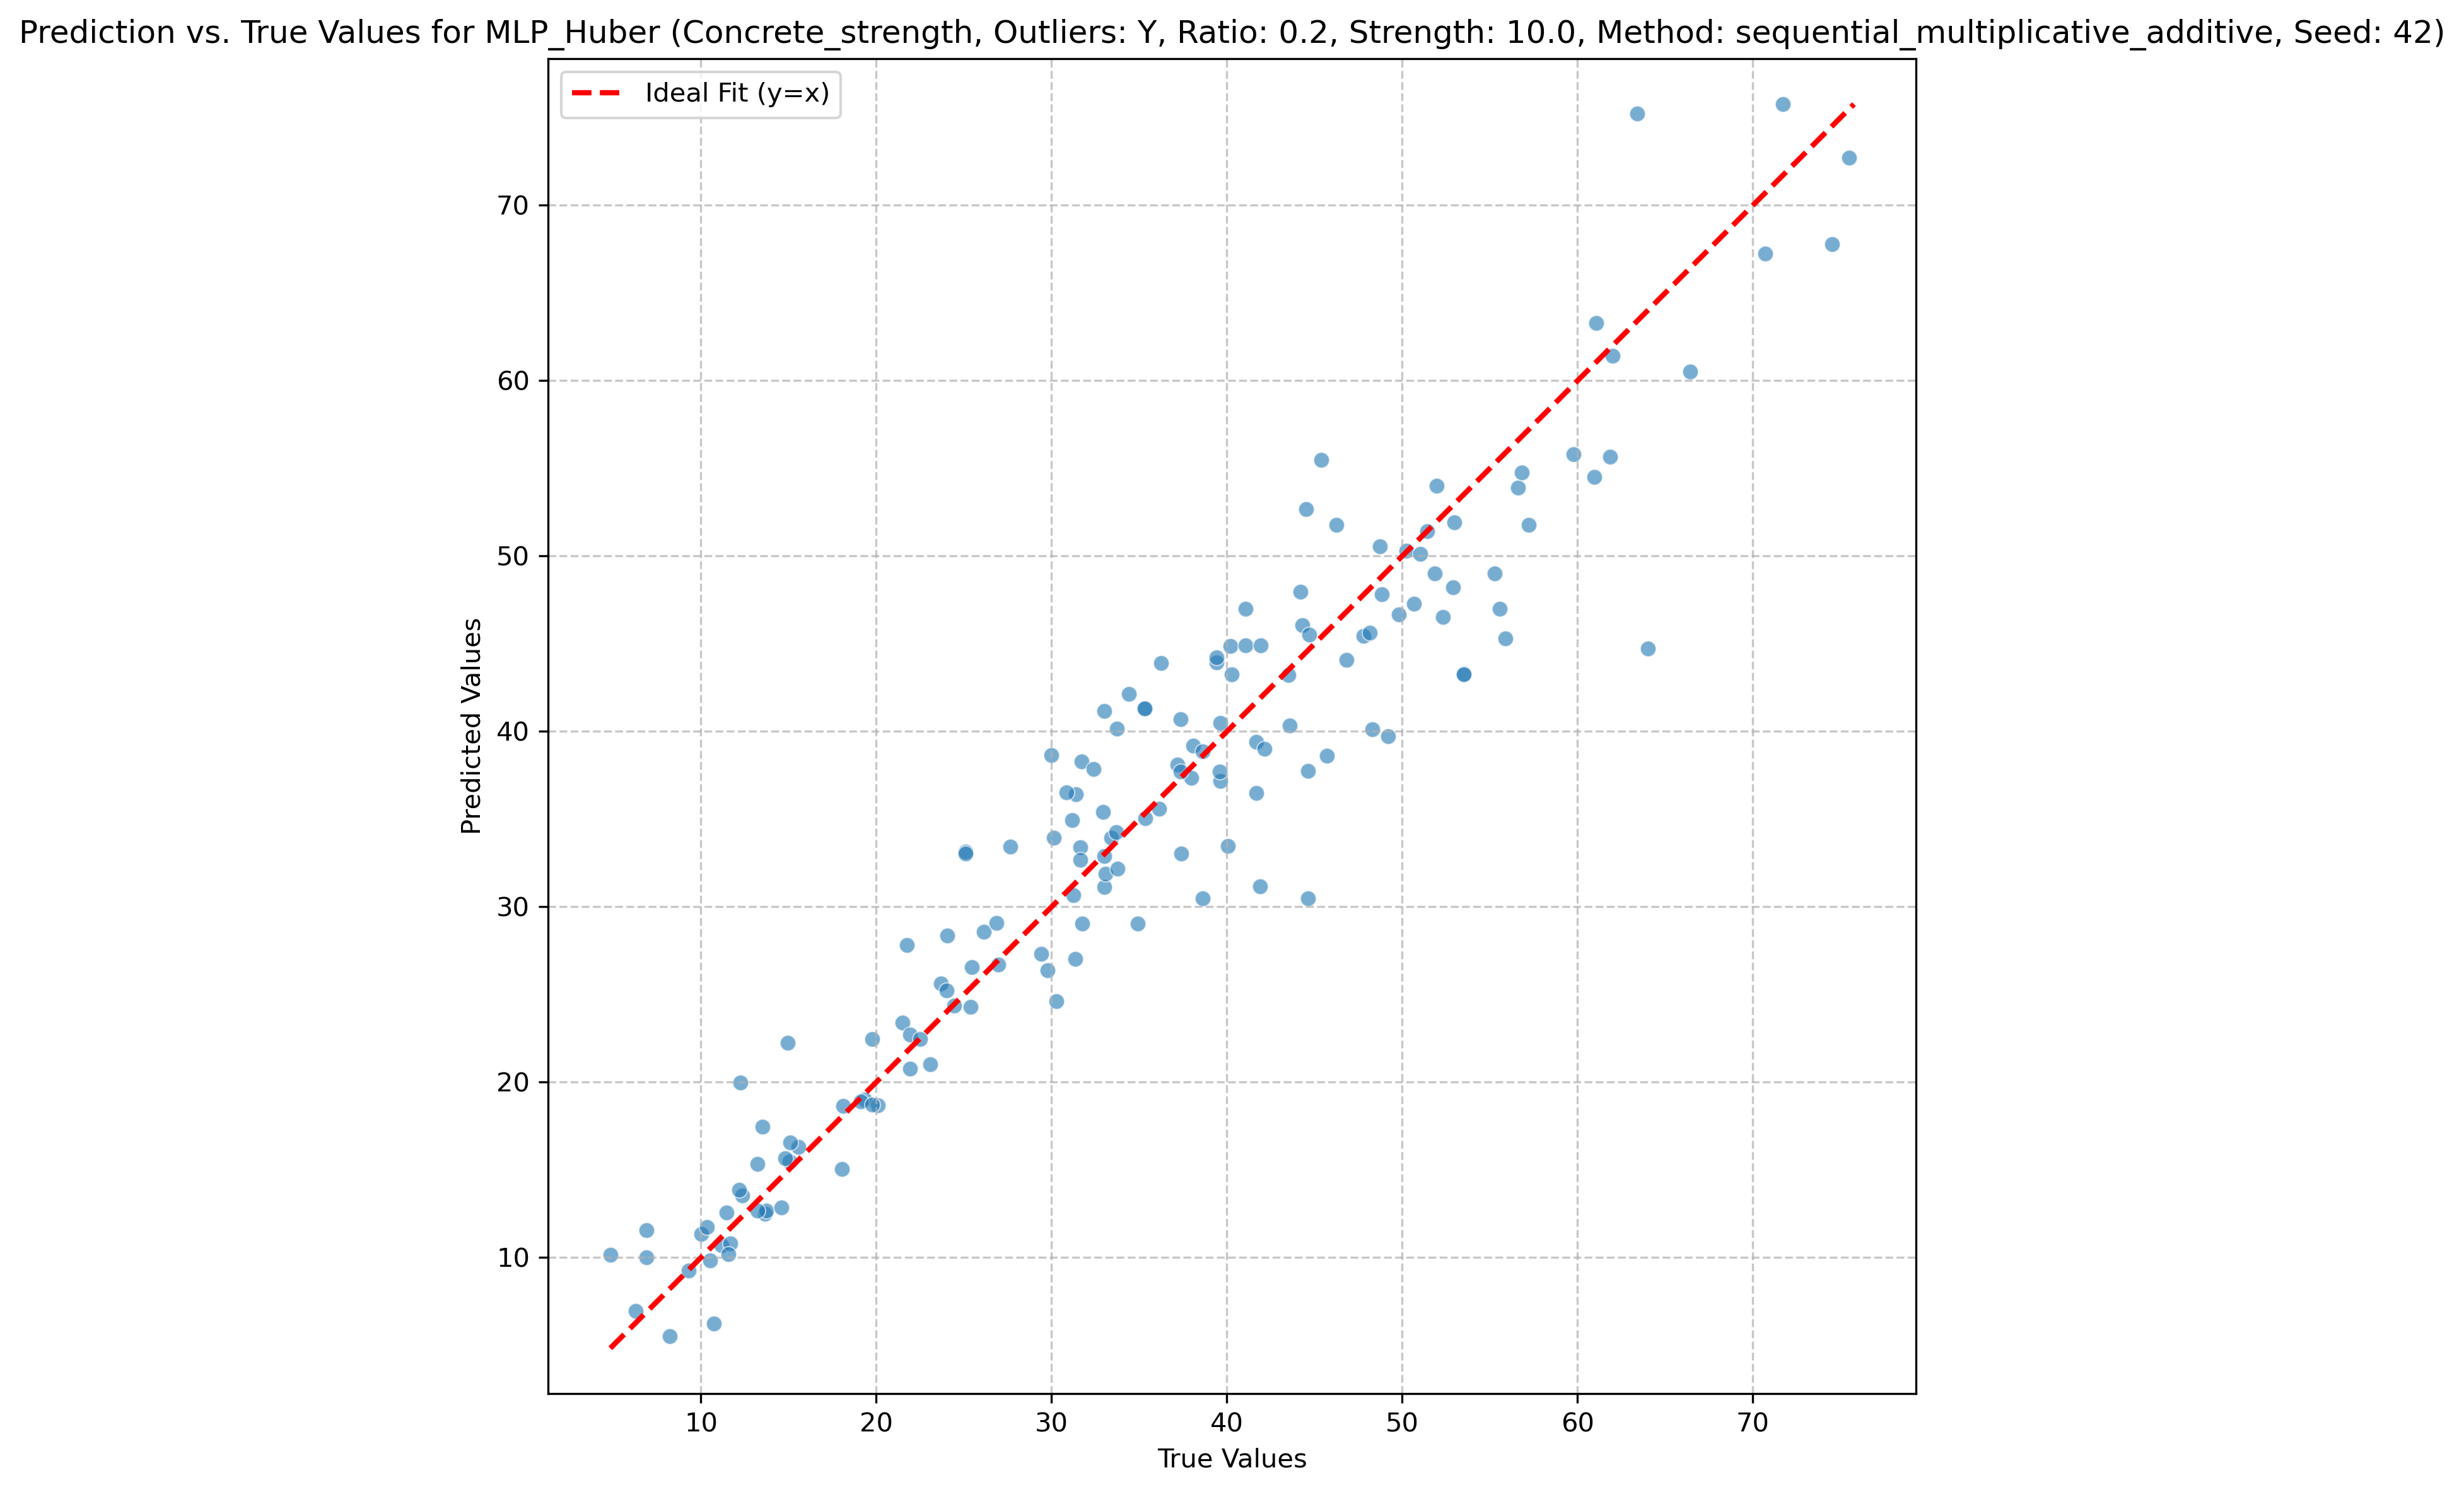 Prediction vs. True Values for MLP_Huber (Concrete_strength, Outliers: Y, Ratio: 0.2, Strength: 10.0, Method: sequential_multiplicative_additive, Seed: 42)
Ideal Fit (y=x)
Predicted Values
70
60
50
40
30
20
10
10 20 30 40 50 60 70
True Values